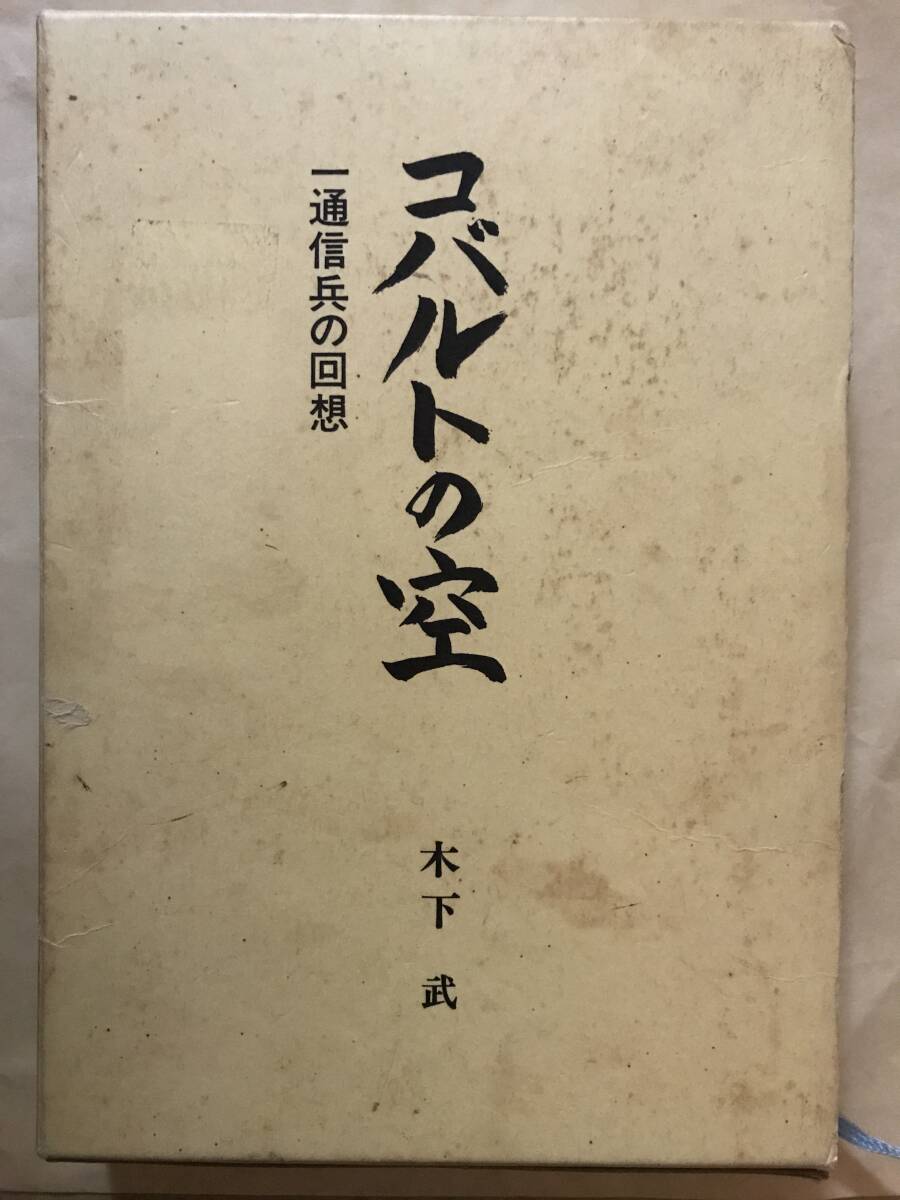 コバルトの空
一通信兵の回想
木下 武